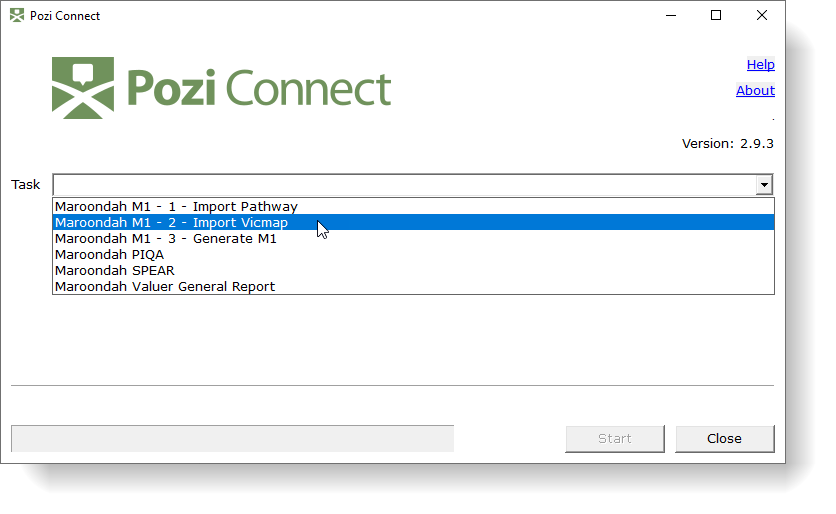 Pozi Connect
Pozi Connect
Help
About
.
Version: 2.9.3
Task
Maroondah M1 - 1 - Import Pathway
Maroondah M1 - 2 - Import Vicmap
Maroondah M1 - 3 - Generate M1
Maroondah PIQA
Maroondah SPEAR
Maroondah Valuer General Report
Start
Close